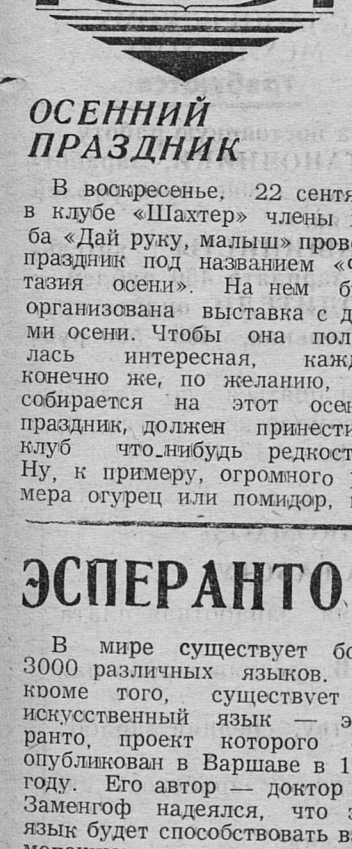 ОСЕННИЙ
ПРАЗДНИК
В воскресенье, 22 сентя
в клубе «Шахтер» члены
ба «Дай руку, малыш» пров
праздник под названием «
тазия осени». На нем б
организована выставка с д
ми осени. Чтобы она пол
лась интересная, кажд
конечно же, по желанию,
собирается на этот осе
праздник, должен принести
клуб что-нибудь редкост
Ну, к примеру, огромного
мера огурец или помидор,
ЭСПЕРАНТО
В мире существует бо
3000 различных языков.
кроме того, существует
искусственный язык — э
ранто, проект которого
опубликован в Варшаве в 1
году. Его автор — доктор
Заменгоф надеялся, что э
язык будет способствовать в